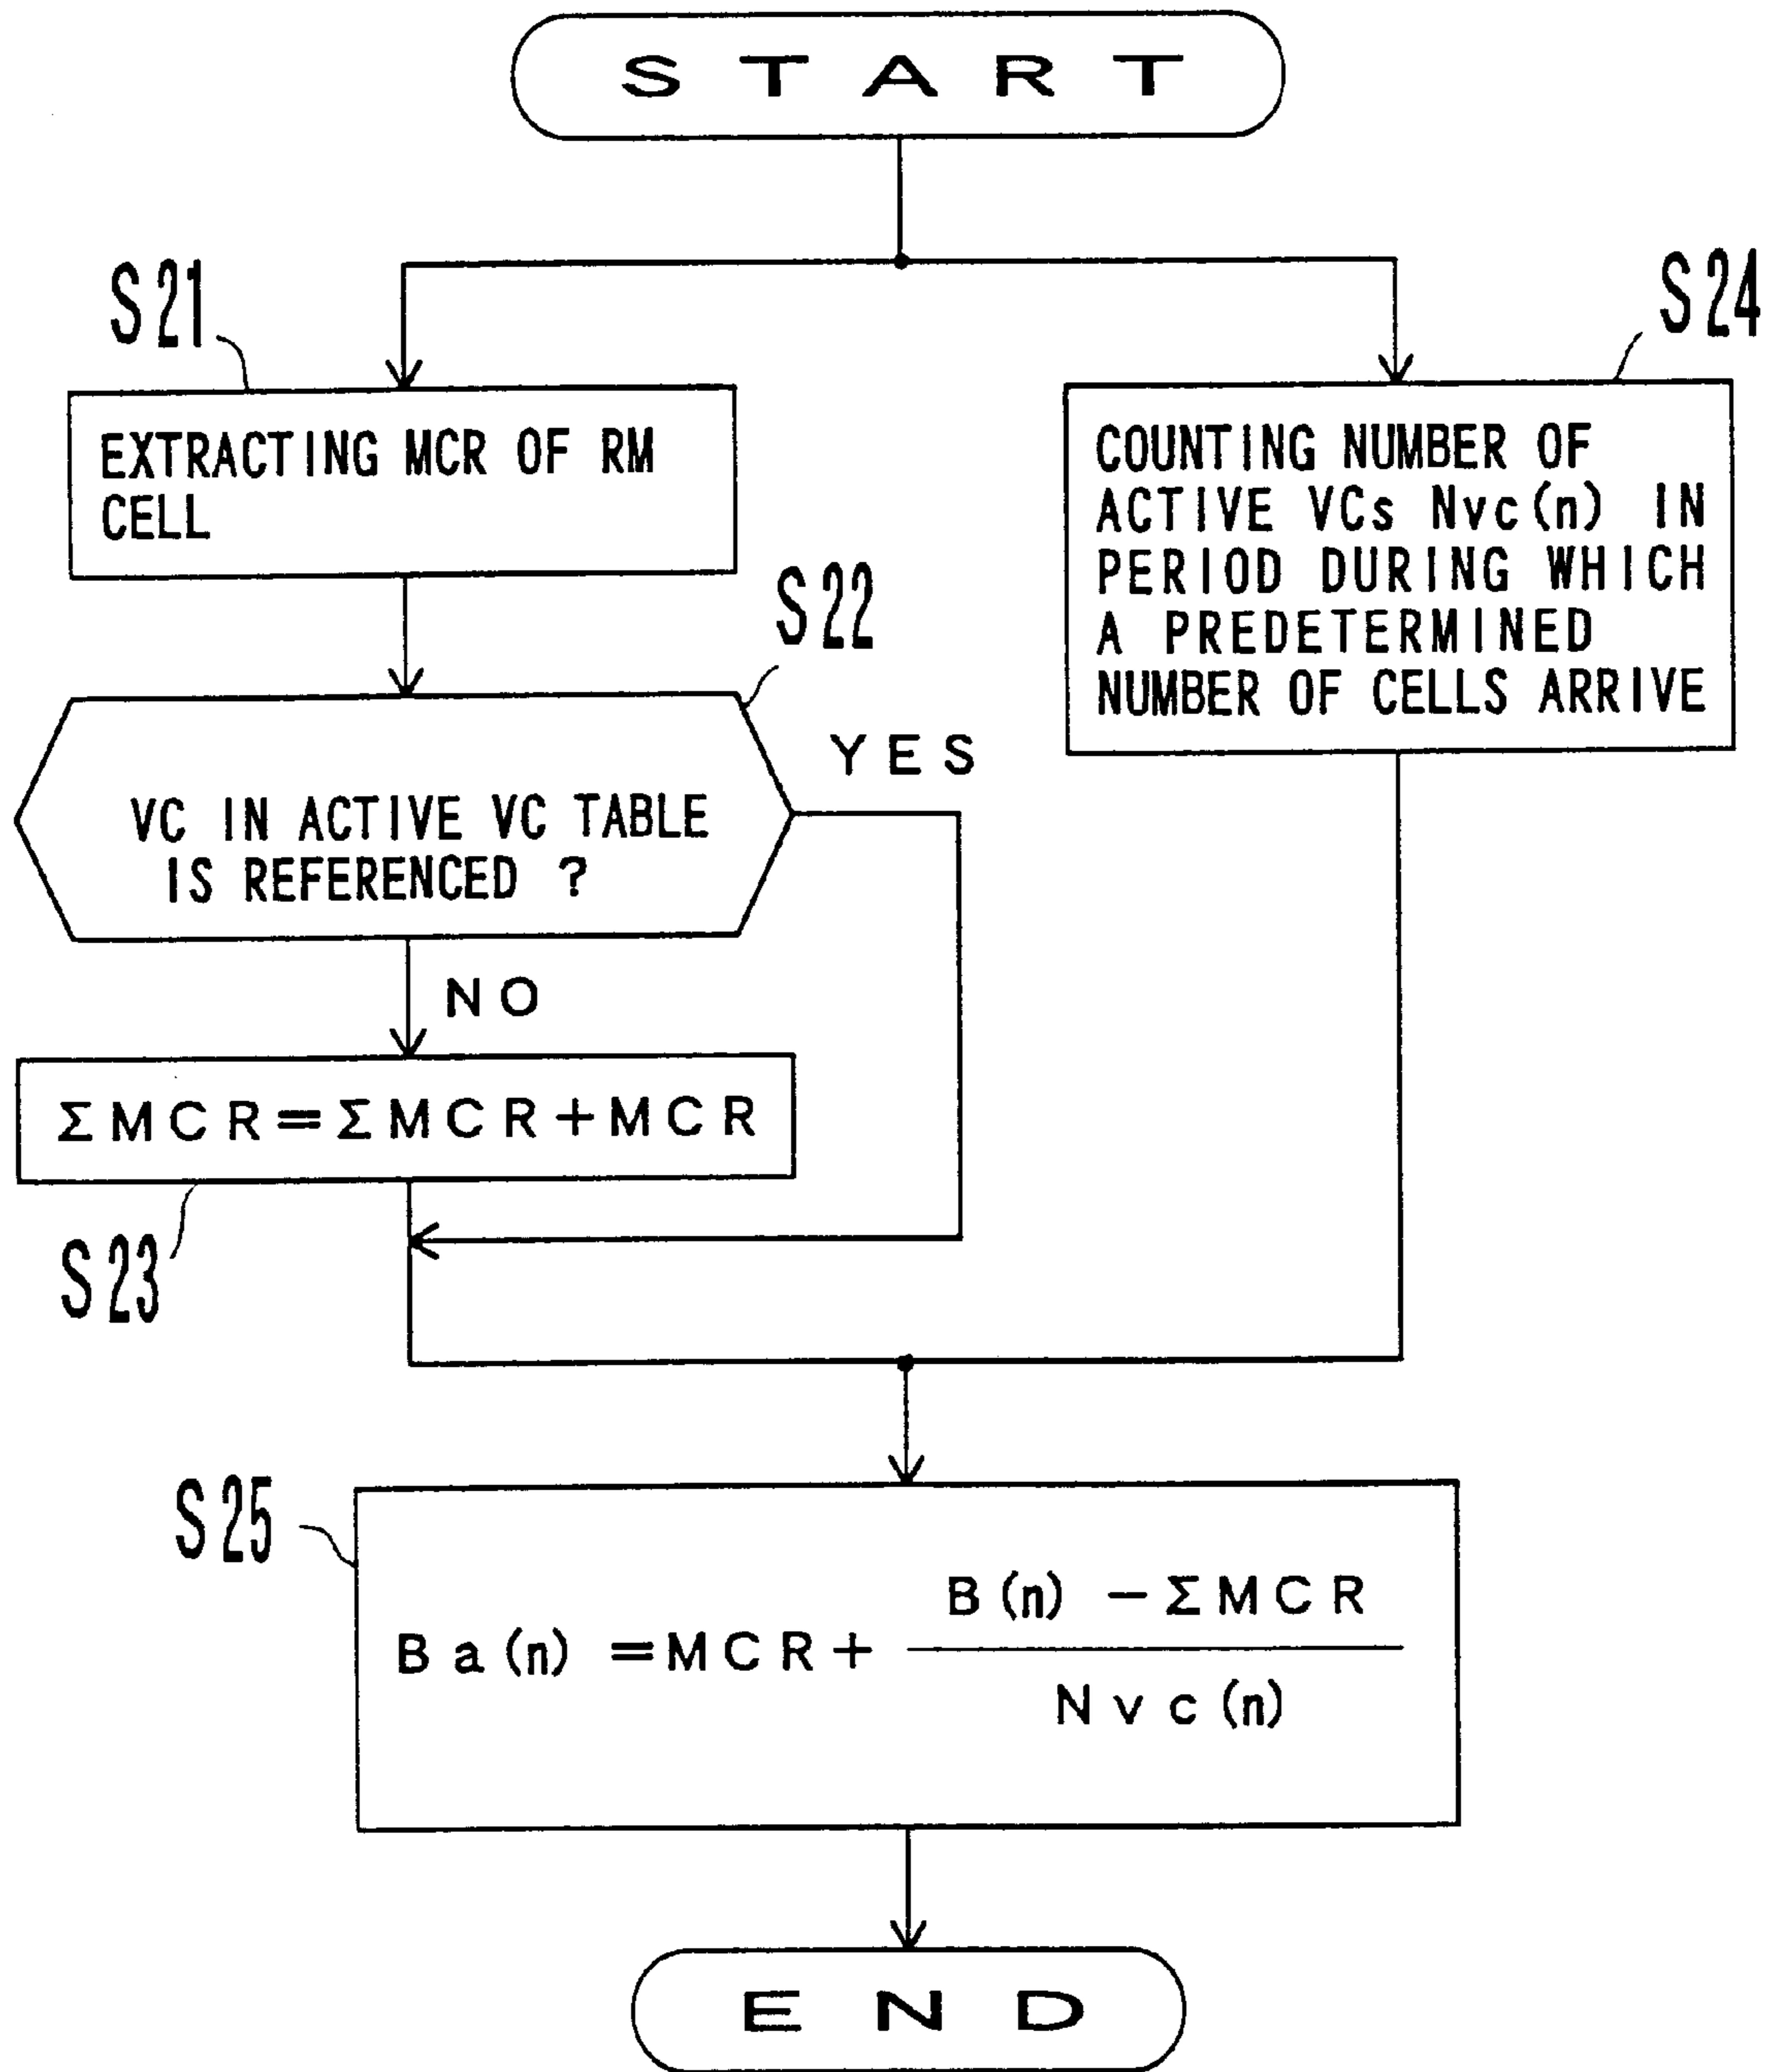 START
S21
S24
EXTRACTING MCR OF RM
CELL
COUNTING NUMBER OF
ACTIVE VCs Nvc(n) IN
PERIOD DURING WHICH
A PREDETERMINED
NUMBER OF CELLS ARRIVE
S22
YES
VC IN ACTIVE VC TABLE
IS REFERENCED ?
NO
ΣMCR=ΣMCR+MCR
S23
S25
B(n) -ΣMCR
Ba(n) =MCR+
Nvc(n)
END